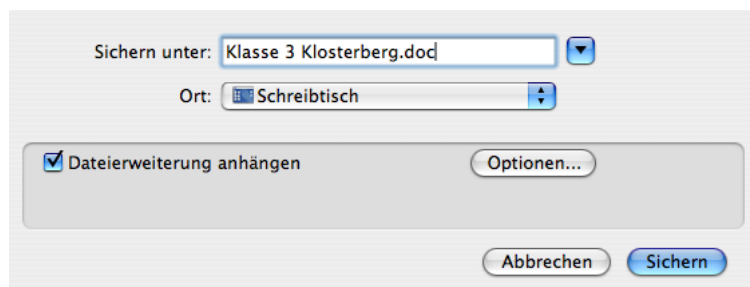 Sichern unter: Klasse 3 Klosterberg.doc
Ort: Schreibtisch
Dateierweiterung anhängen Optionen...
Abbrechen Sichern